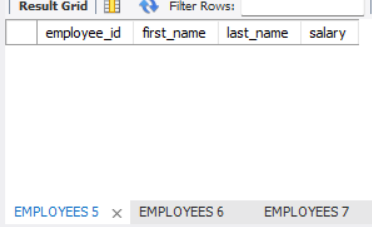 Result Grid Filter Rows:
employee_id first_name last_name salary
EMPLOYEES 5 × EMPLOYEES 6 EMPLOYEES 7